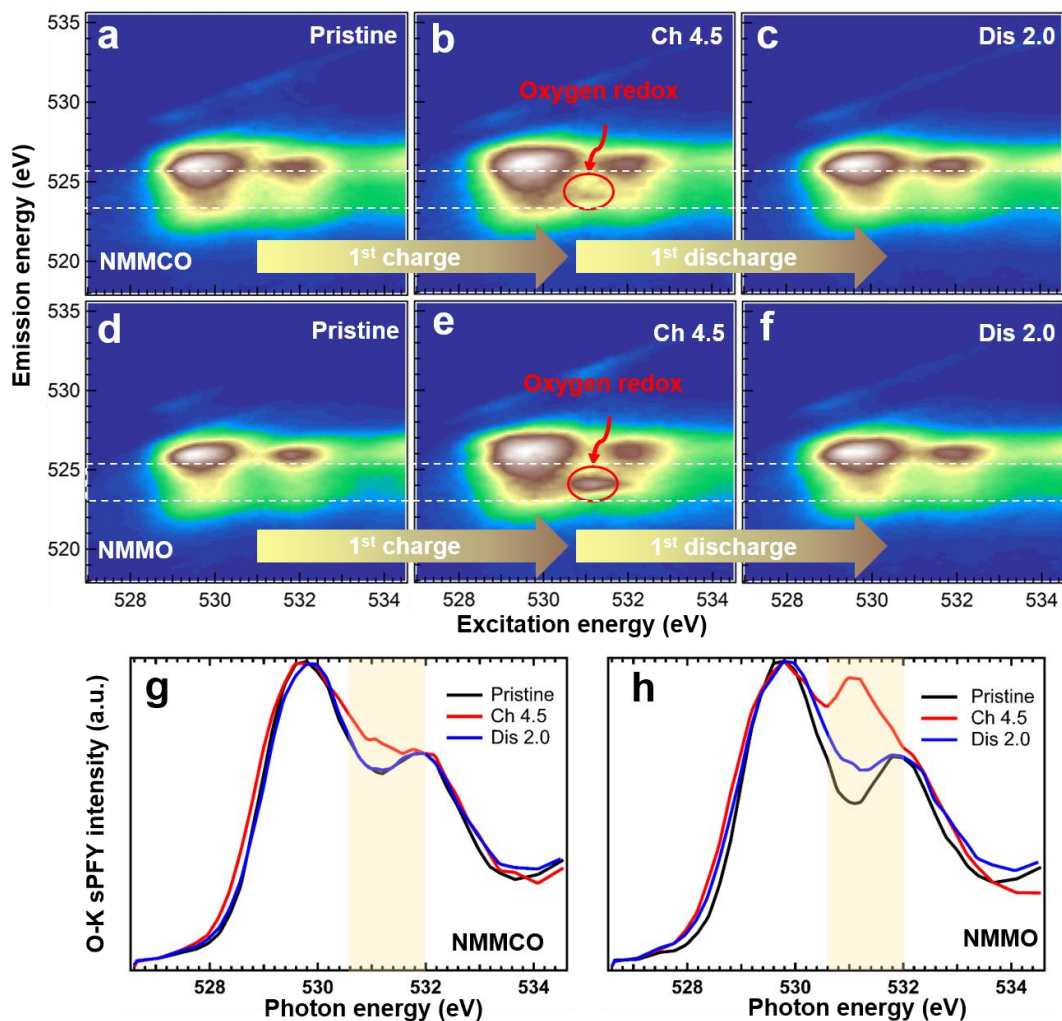 a Pristine
b Ch 4.5
c Dis 2.0
Oxygen redox
535
530
525
520
Emission energy (eV)
NMMCO
1st charge
1st discharge
d Pristine
e Ch 4.5
f Dis 2.0
Oxygen redox
535
530
525
520
NMMO
1st charge
1st discharge
528 530 532 534
528 530 532 534
528 530 532 534
Excitation energy (eV)
g
Pristine
Ch 4.5
Dis 2.0
NMMCO
O-K sPFY intensity (a.u.)
528 530 532 534
Photon energy (eV)
h
Pristine
Ch 4.5
Dis 2.0
NMMO
528 530 532 534
Photon energy (eV)